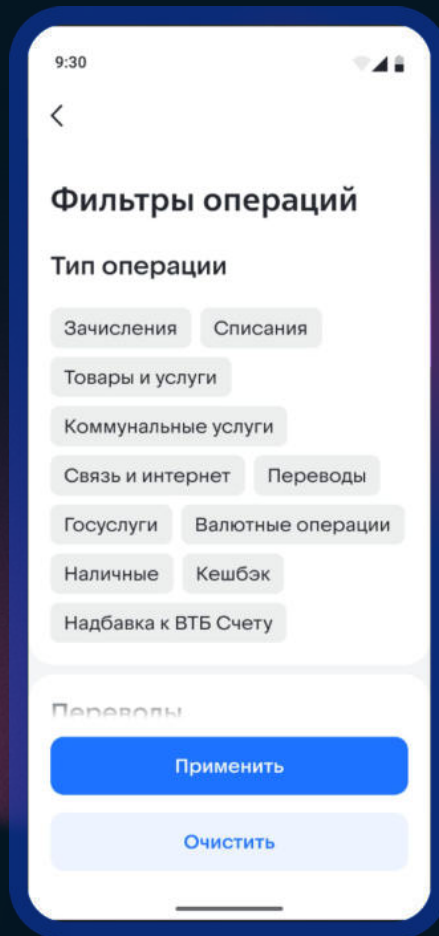 9:30
Фильтры операций
Тип операции
Зачисления Списания
Товары и услуги
Коммунальные услуги
Связь и интернет Переводы
Госуслуги Валютные операции
Наличные Кешбэк
Надбавка к ВТБ Счету
Переводы
Применить
Очистить